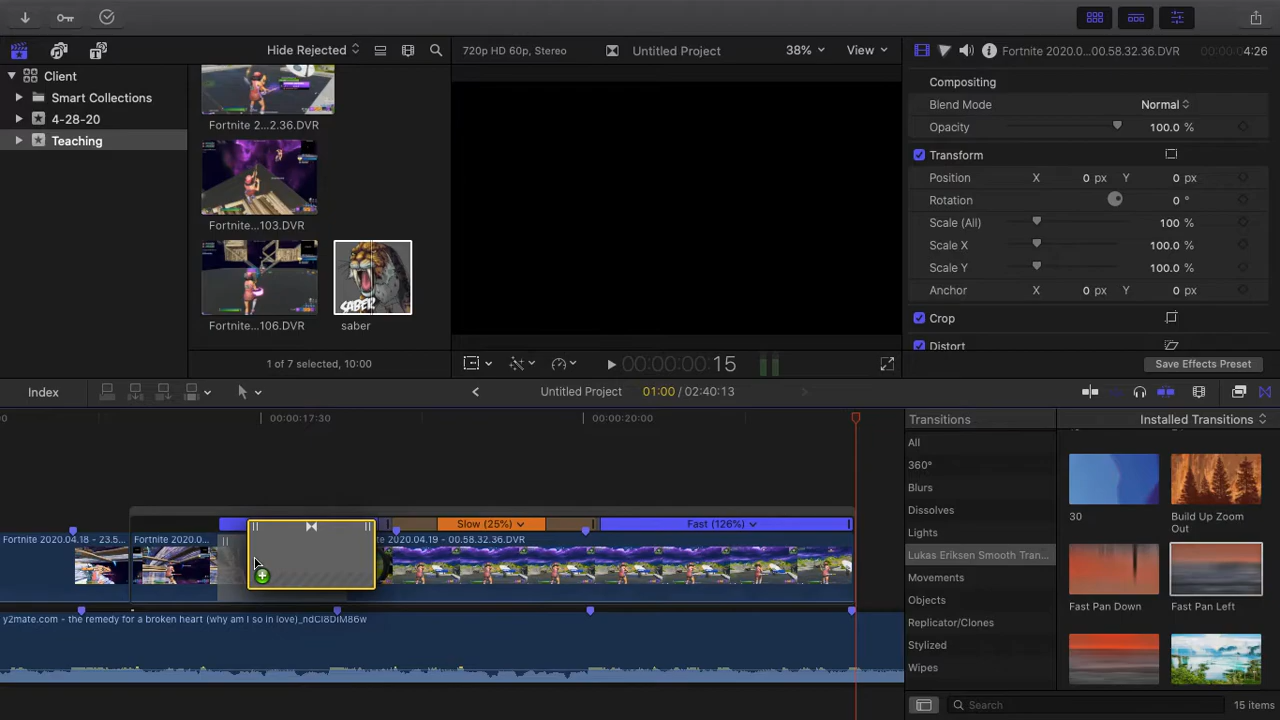 Hide Rejected
720p HD 60p, Stereo
Untitled Project
38%
View
Fortnite 2020.0...00.58.32.36.DVR
4:26
Client
Smart Collections
4-28-20
Teaching
Fortnite 2...2.36.DVR
Fortnite...103.DVR
Fortnite...106.DVR
SABER
saber
1 of 7 selected, 10:00
00:00:00:15
Compositing
Blend Mode
Normal
Opacity
100.0 %
Transform
Position
X
0 px
Y
0 px
Rotation
0 °
Scale (All)
100 %
Scale X
100.0 %
Scale Y
100.0 %
Anchor
X
0 px
Y
0 px
Crop
Distort
Save Effects Preset
Index
Untitled Project
01:00 / 02:40:13
00:00:17:30
00:00:20:00
Slow (25%)
Fast (126%)
Fortnite 2020.04.18 - 23.5...
Fortnite 2020.0...
2020.04.19 - 00.58.32.36.DVR
y2mate.com - the remedy for a broken heart (why am I so in love)_ndCl8DIM86w
Transitions
Installed Transitions
All
360°
Blurs
Dissolves
Lights
Lukas Eriksen Smooth Tran...
Movements
Objects
Replicator/Clones
Stylized
Wipes
30
Build Up Zoom Out
Fast Pan Down
Fast Pan Left
Search
15 items